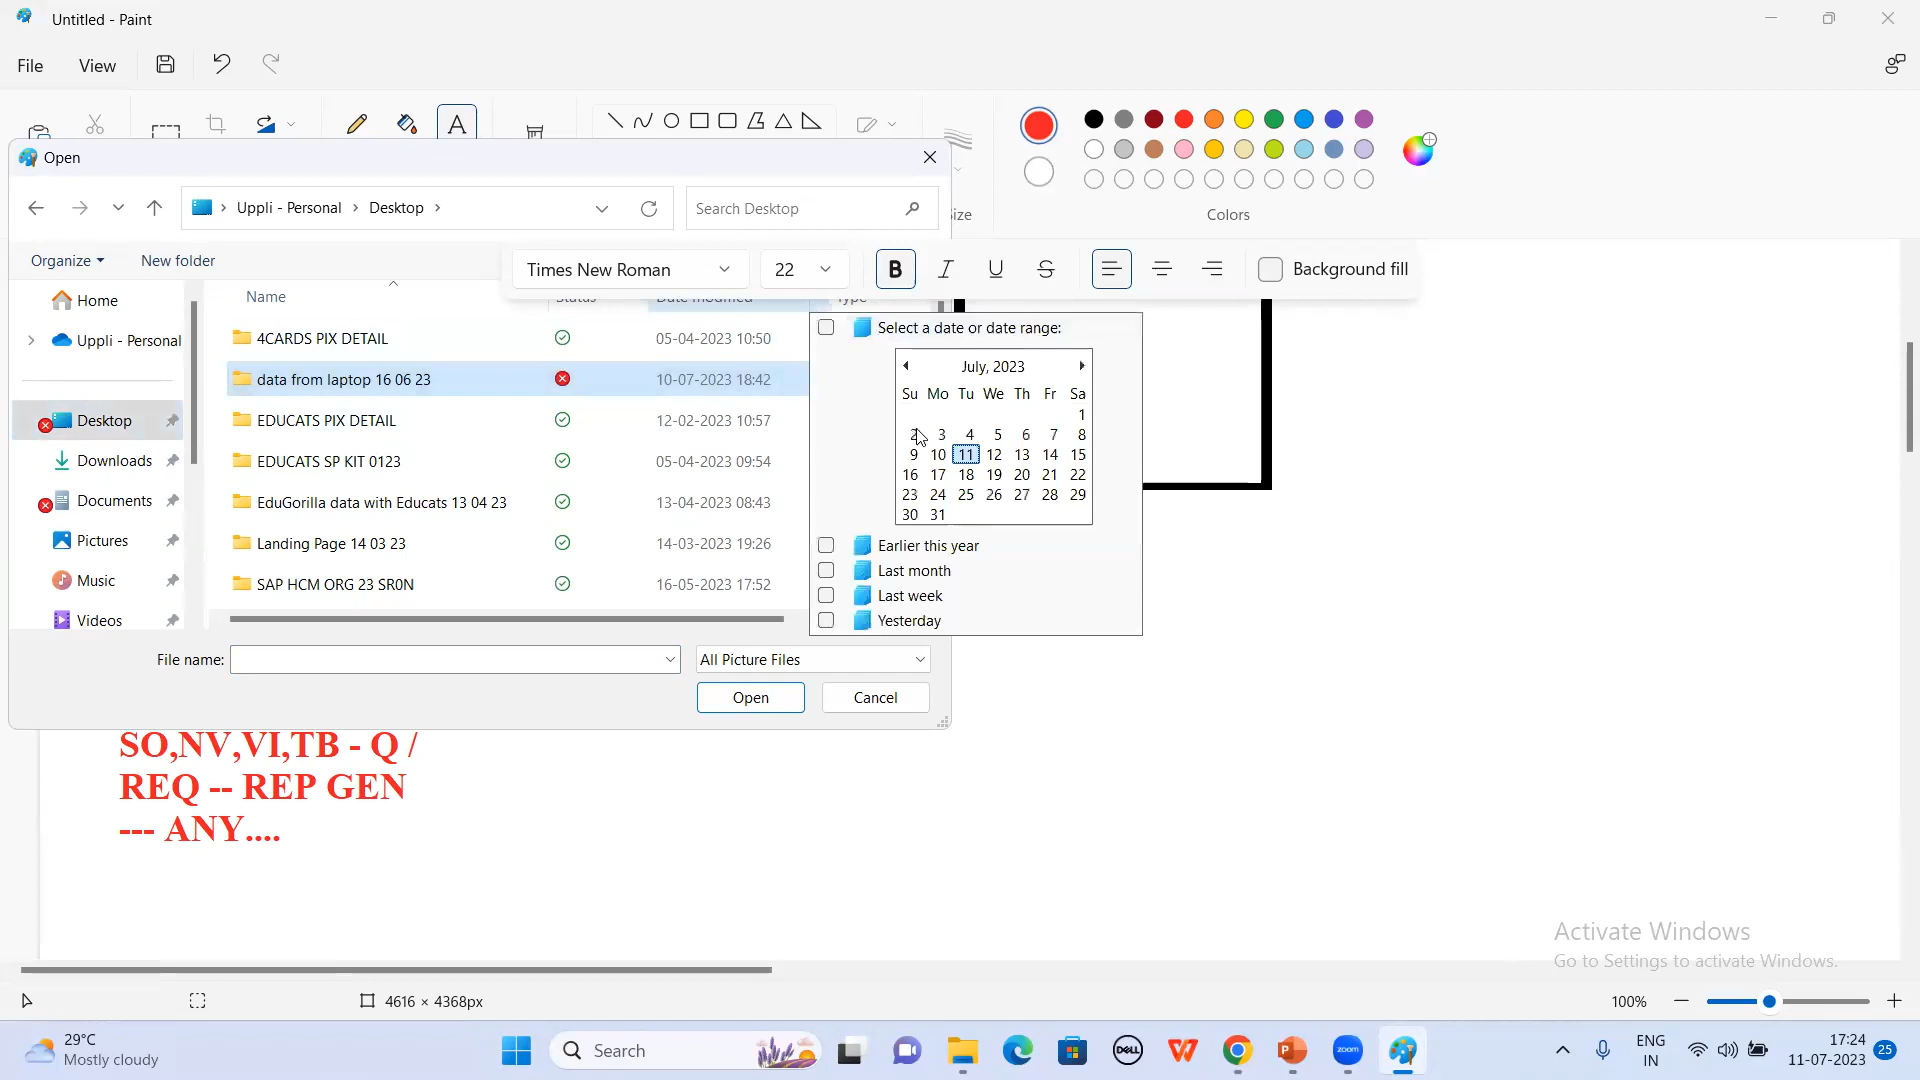 Untitled - Paint
File View
Open
Uppli - Personal > Desktop >
Search Desktop
ize
Colors
Organize
New folder
Times New Roman
22
B I U S
Background fill
Name
Home
Uppli - Personal
Desktop
Downloads
Documents
Pictures
Music
Videos
4CARDS PIX DETAIL 05-04-2023 10:50
data from laptop 16 06 23 10-07-2023 18:42
EDUCATS PIX DETAIL 12-02-2023 10:57
EDUCATS SP KIT 0123 05-04-2023 09:54
EduGorilla data with Educats 13 04 23 13-04-2023 08:43
Landing Page 14 03 23 14-03-2023 19:26
SAP HCM ORG 23 SR0N 16-05-2023 17:52
Select a date or date range:
July, 2023
Su Mo Tu We Th Fr Sa
1
2 3 4 5 6 7 8
9 10 11 12 13 14 15
16 17 18 19 20 21 22
23 24 25 26 27 28 29
30 31
Earlier this year
Last month
Last week
Yesterday
File name:
All Picture Files
Open Cancel
SO,NV,VI,TB - Q /
REQ -- REP GEN
--- ANY....
Activate Windows
Go to Settings to activate Windows.
4616 × 4368px
100%
29°C
Mostly cloudy
Search
DELL
zoom
ENG
IN
17:24
11-07-2023
25